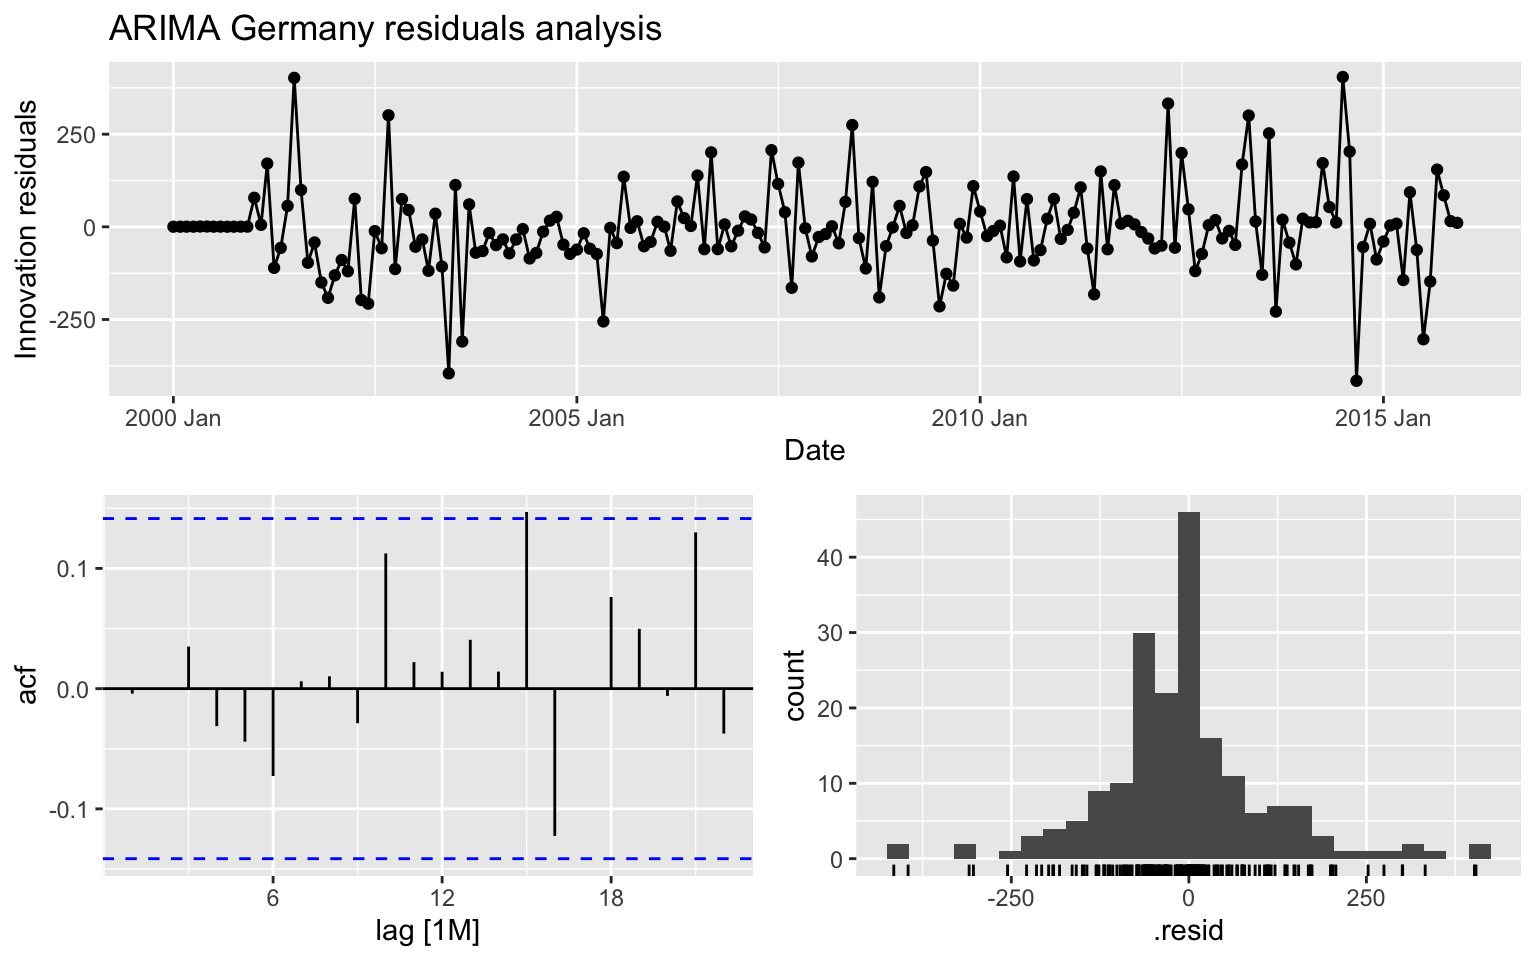 ARIMA Germany residuals analysis
Innovation residuals
250
0
-250
2000 Jan 2005 Jan 2010 Jan 2015 Jan
Date
acf
0.1
0.0
-0.1
6 12 18
lag [1M]
count
40
30
20
10
0
-250 0 250
.resid